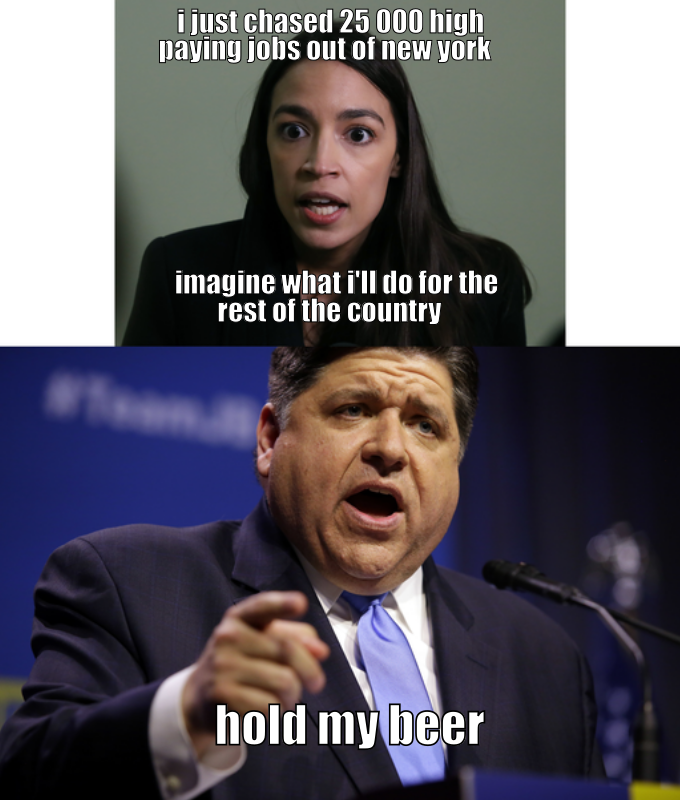 i just chased 25 000 high
paying jobs out of new york
imagine what i'll do for the
rest of the country
#TeamJB
hold my beer